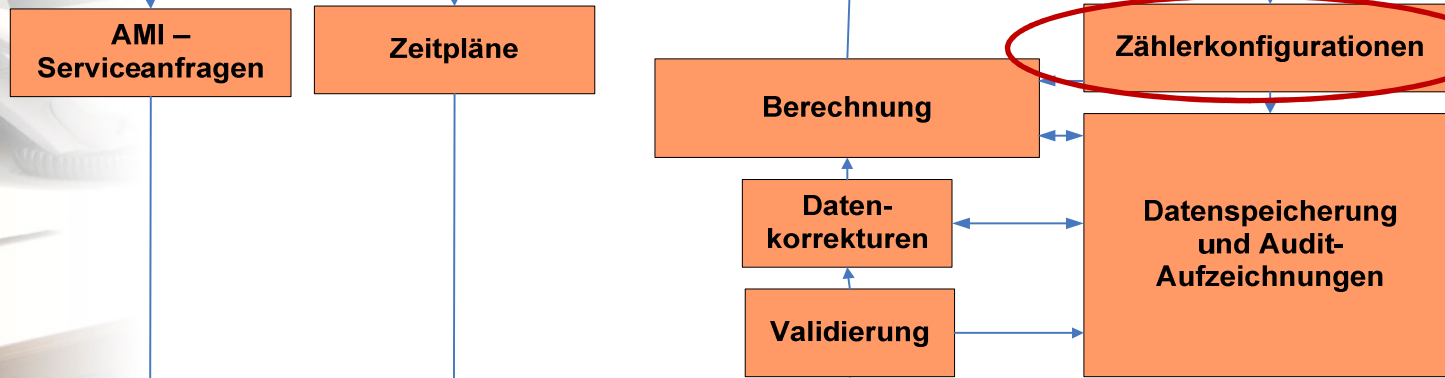 AMI –
Serviceanfragen
Zeitpläne
Zählerkonfigurationen
Berechnung
Daten-
korrekturen
Datenspeicherung
und Audit-
Aufzeichnungen
Validierung